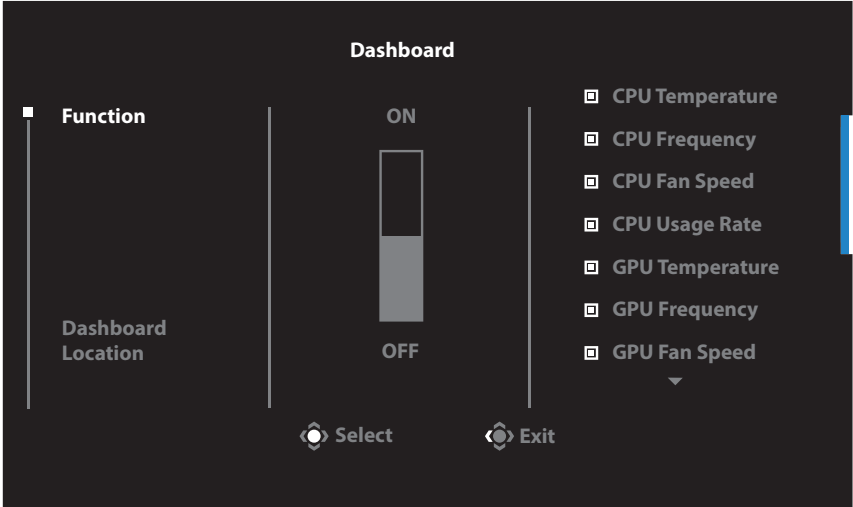 Dashboard
Function
Dashboard
Location
ON
OFF
CPU Temperature
CPU Frequency
CPU Fan Speed
CPU Usage Rate
GPU Temperature
GPU Frequency
GPU Fan Speed
Select
Exit